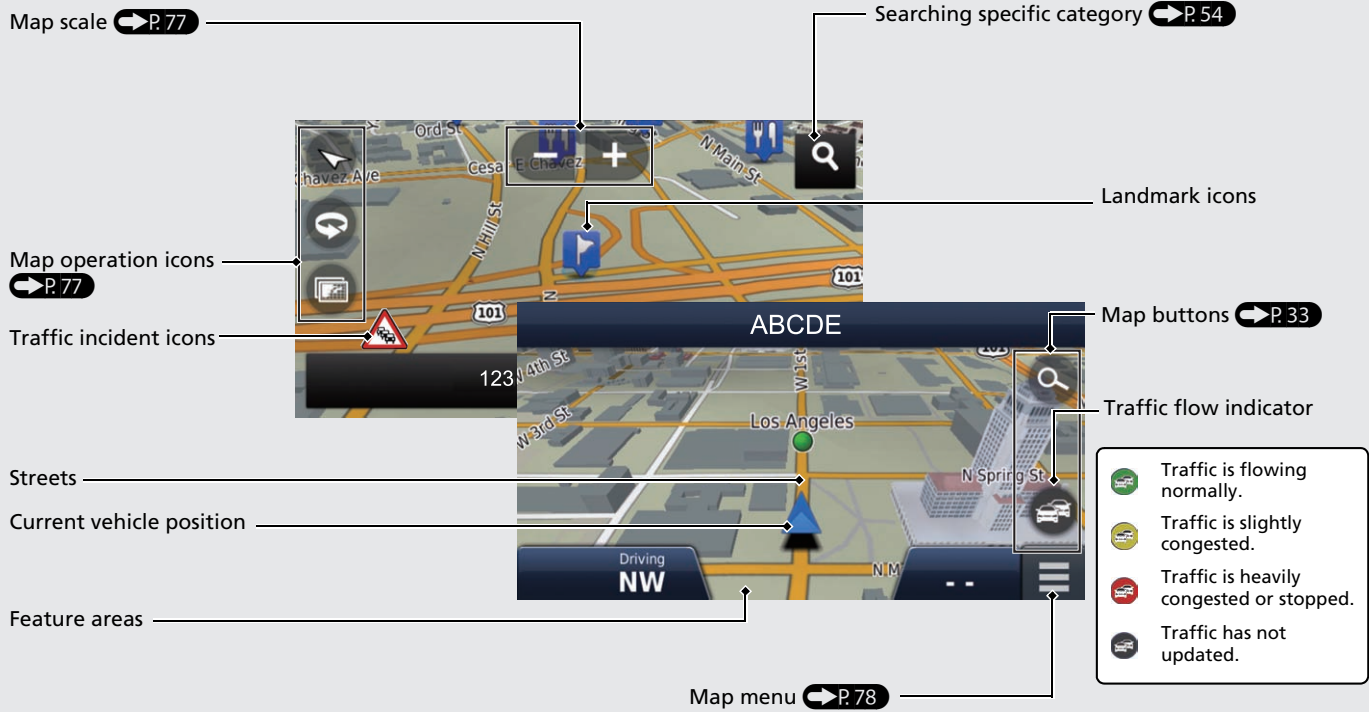 Map scale P. 77
Searching specific category P. 54
Ord St
Cesar E Chavez
N Main St
Chavez Ave
N Hill St
Landmark icons
Map operation icons
P. 77
101
101
N
Traffic incident icons
123
ABCDE
Map buttons P. 33
W 4th St
W 1st
101
W 3rd St
Los Angeles
Traffic flow indicator
Streets
N Spring St
Current vehicle position
Driving
NW
N M
- -
Feature areas
Traffic is flowing
normally.
Traffic is slightly
congested.
Traffic is heavily
congested or stopped.
Traffic has not
updated.
Map menu P. 78